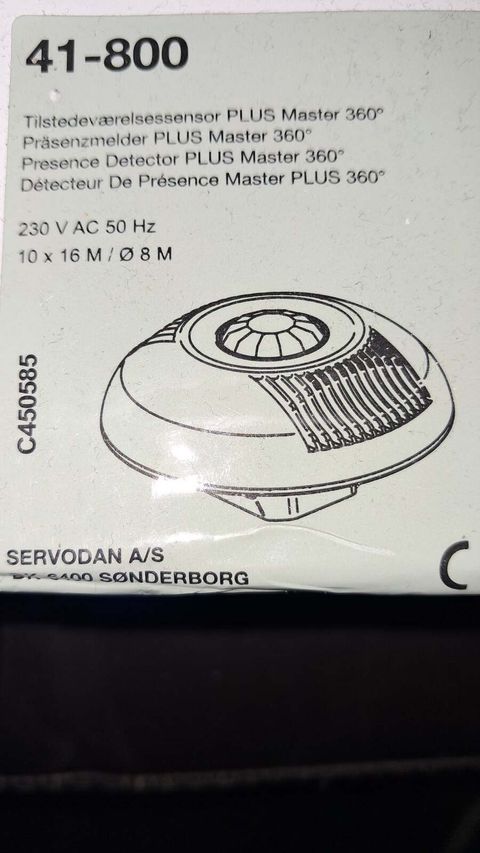 41-800
Tilstedeværelsessensor PLUS Master 360°
Präsenzmelder PLUS Master 360°
Presence Detector PLUS Master 360°
Détecteur De Présence Master PLUS 360°
230 V AC 50 Hz
10 x 16 M / Ø 8 M
C450585
SERVODAN A/S
6400 SØNDERBORG